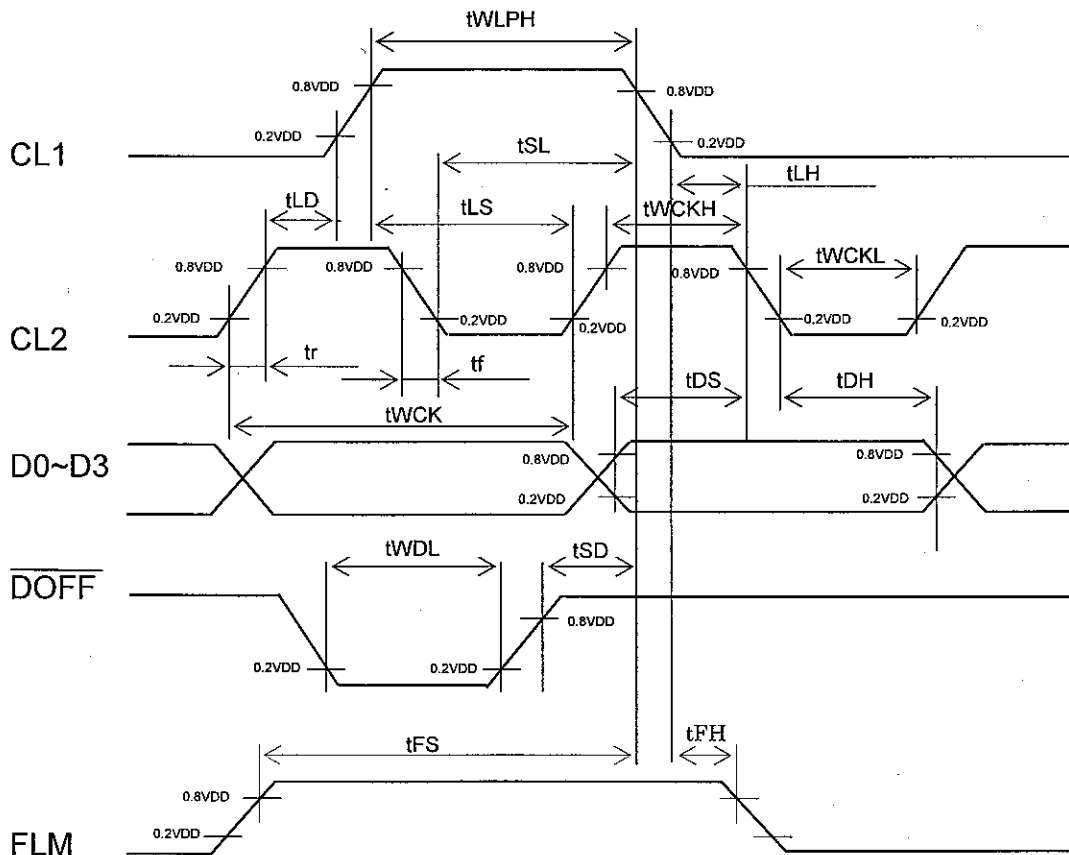 tWLPH
0.8VDD
0.8VDD
0.2VDD
0.2VDD
CL1
tSL
tLH
tLD
tLS
tWCKH
0.8VDD
0.8VDD
0.8VDD
0.8VDD
tWCKL
0.2VDD
0.2VDD
0.2VDD
0.2VDD
0.2VDD
CL2
tr
tf
tDS
tDH
tWCK
D0~D3
0.8VDD
0.8VDD
0.2VDD
0.2VDD
tWDL
tSD
DOFF
0.8VDD
0.2VDD
0.2VDD
tFS
tFH
0.8VDD
0.2VDD
FLM